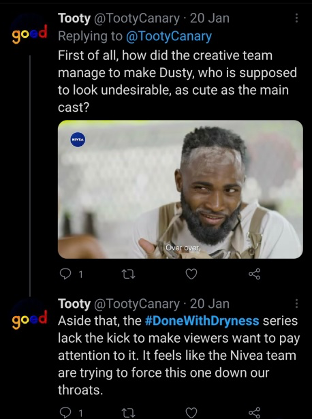 good
Tooty @TootyCanary · 20 Jan
Replying to @TootyCanary
First of all, how did the creative team
manage to make Dusty, who is supposed
to look undesirable, as cute as the main
cast?
NIVEA
Over over.
1
good
Tooty @TootyCanary · 20 Jan
Aside that, the #DoneWithDryness series
lack the kick to make viewers want to pay
attention to it. It feels like the Nivea team
are trying to force this one down our
throats.
1